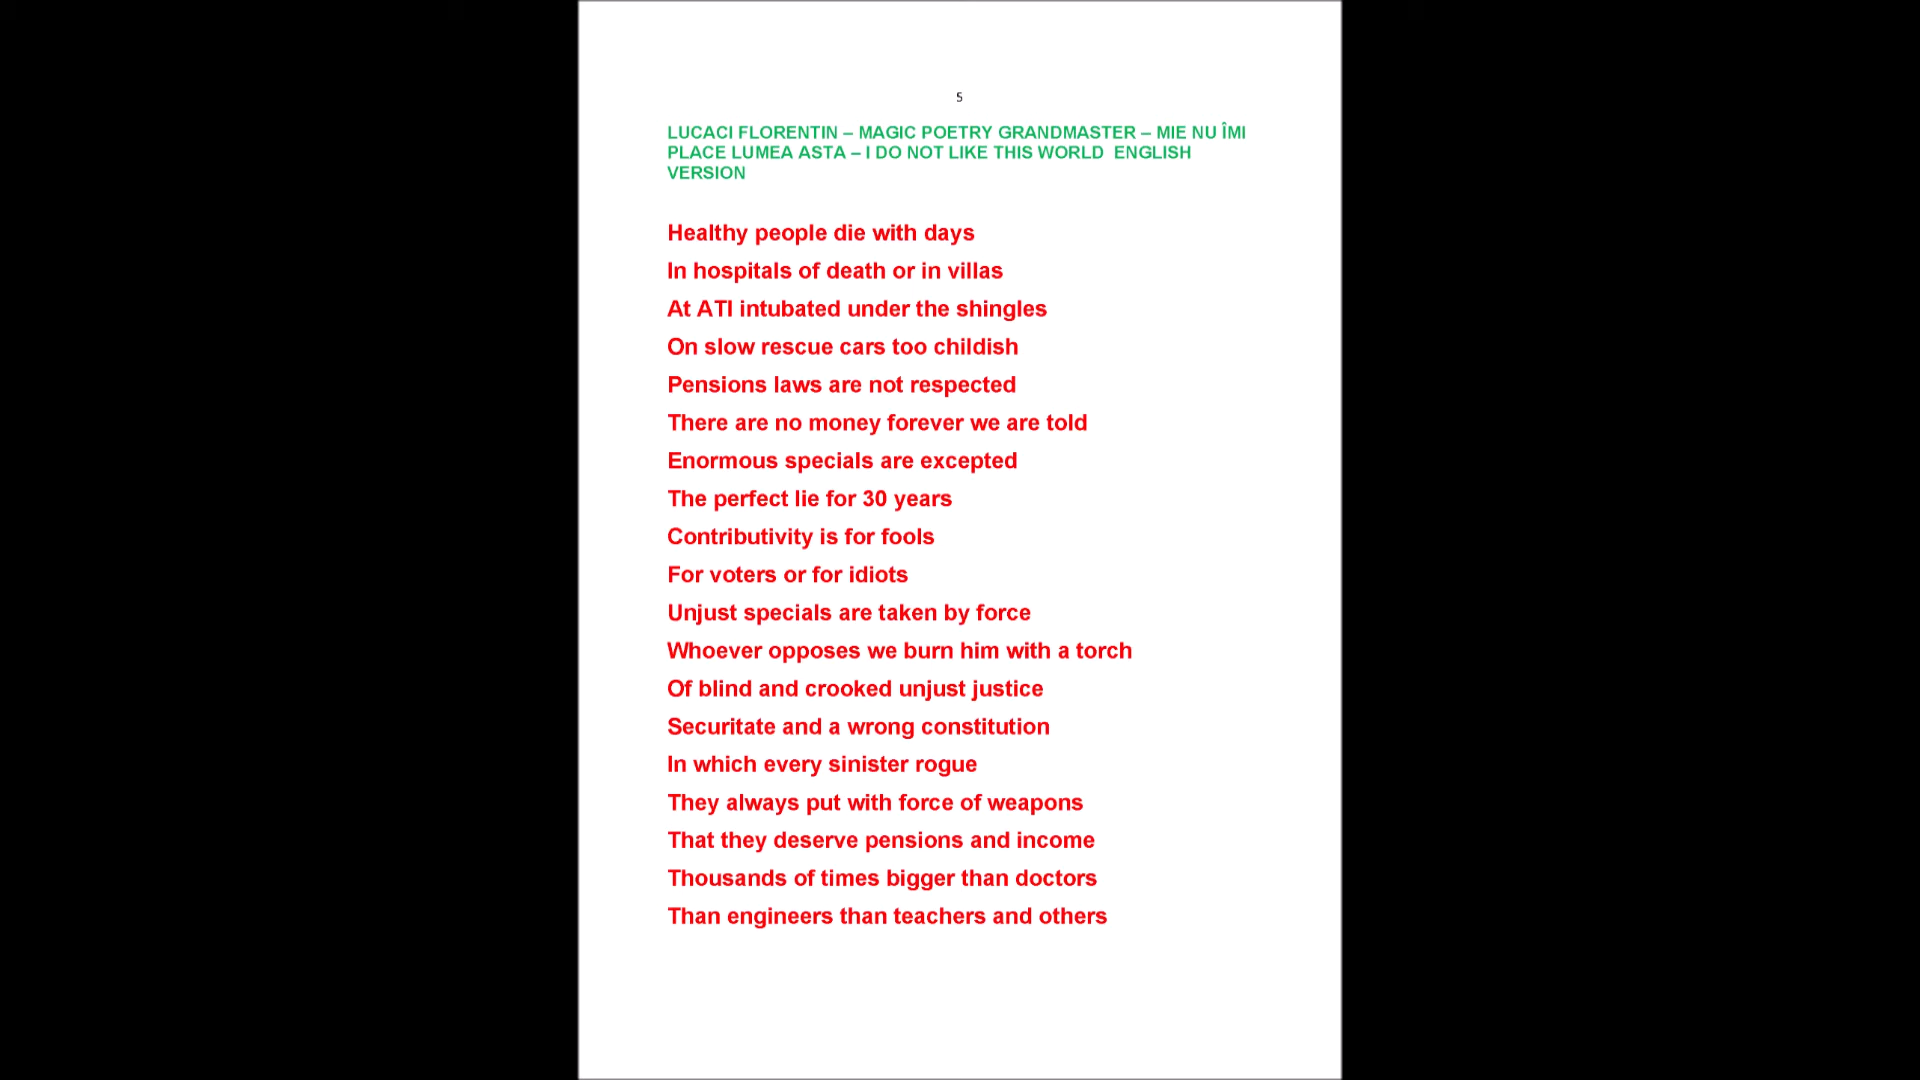 5
LUCACI FLORENTIN – MAGIC POETRY GRANDMASTER – MIE NU ÎMI
PLACE LUMEA ASTA – I DO NOT LIKE THIS WORLD  ENGLISH
VERSION
Healthy people die with days
In hospitals of death or in villas
At ATI intubated under the shingles
On slow rescue cars too childish
Pensions laws are not respected
There are no money forever we are told
Enormous specials are excepted
The perfect lie for 30 years
Contributivity is for fools
For voters or for idiots
Unjust specials are taken by force
Whoever opposes we burn him with a torch
Of blind and crooked unjust justice
Securitate and a wrong constitution
In which every sinister rogue
They always put with force of weapons
That they deserve pensions and income
Thousands of times bigger than doctors
Than engineers than teachers and others